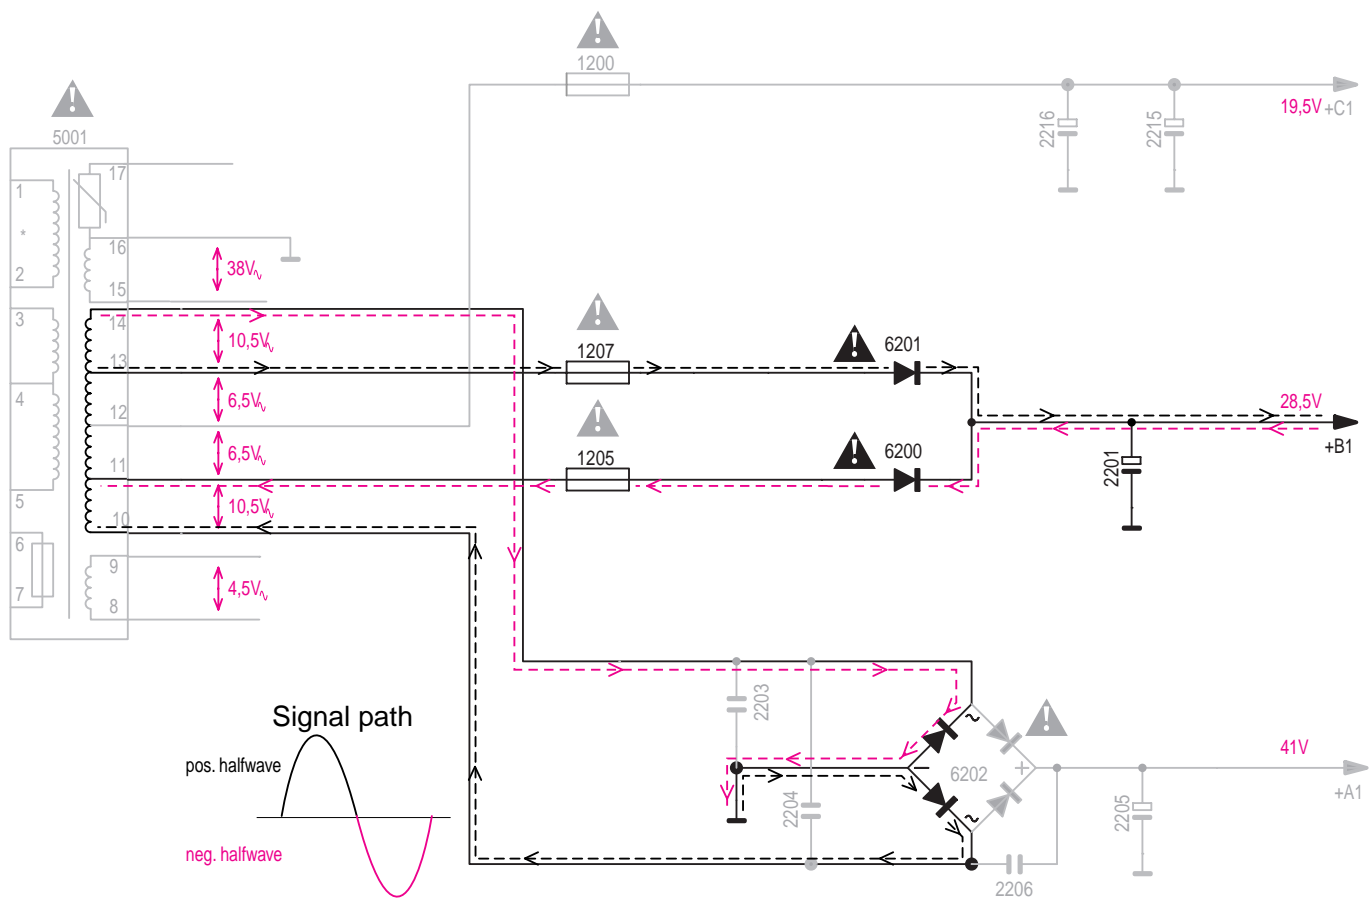 !
1200
!
5001
19,5V
+C1
2216
2215
17
1
*
16
2
38V
15
3
14
10,5V
13
!
1207
!
6201
4
6,5V
12
28,5V
+B1
6,5V
11
!
1205
!
6200
2201
5
10,5V
10
6
9
7
4,5V
8
Signal path
pos. halfwave
neg. halfwave
2203
~
!
6202
+
41V
+A1
2204
~
2205
2206